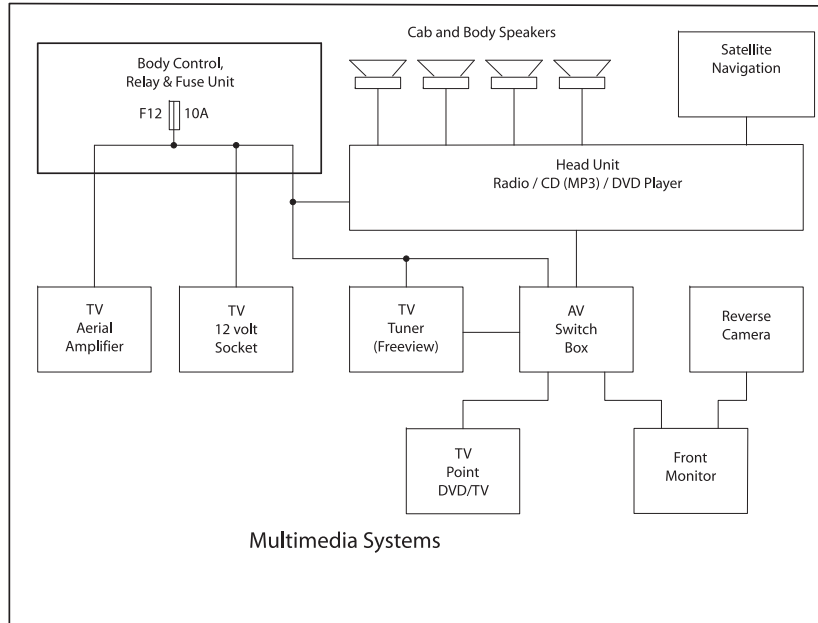 Cab and Body Speakers
Body Control,
Relay & Fuse Unit
F12 10A
Satellite
Navigation
Head Unit
Radio / CD (MP3) / DVD Player
TV
Aerial
Amplifier
TV
12 volt
Socket
TV
Tuner
(Freeview)
AV
Switch
Box
Reverse
Camera
TV
Point
DVD/TV
Front
Monitor
Multimedia Systems